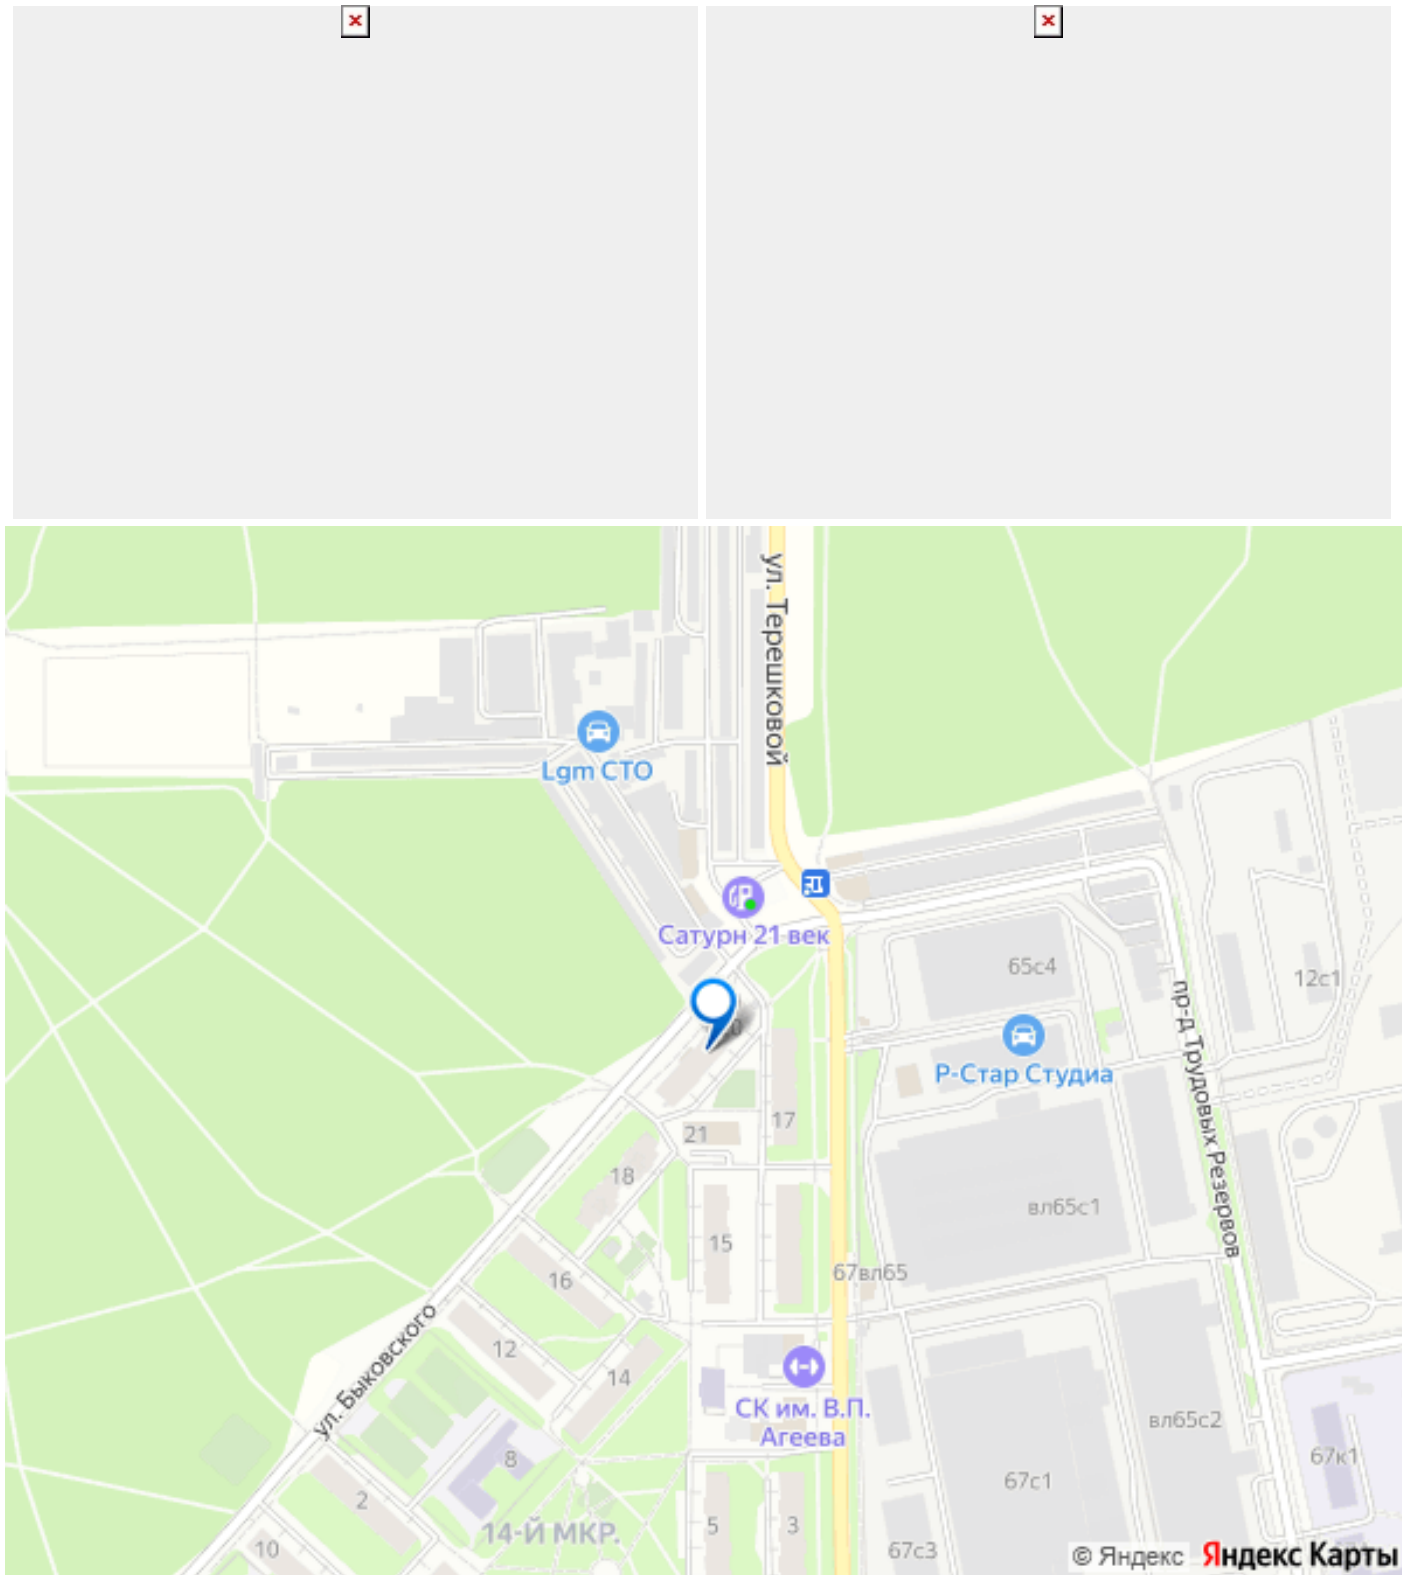 ул. Терешковой
Lgm СТО
Сатурн 21 век
65с4
12с1
Р-Стар Студиа
пр-д Трудовых Резервов
17
21
18
вл65с1
15
16
67вл65
ул. Быковского
12
14
СК им. В.П.
Агеева
вл65с2
8
67к1
67с1
2
5
3
14-Й МКР.
10
67с3
© Яндекс Яндекс Карты